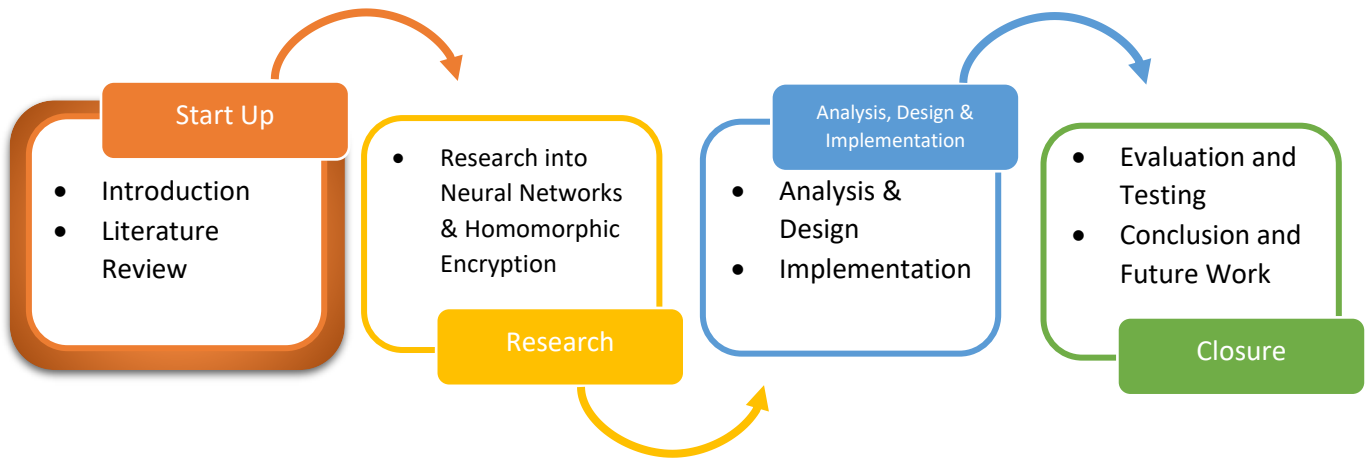 Start Up
• Introduction
• Literature
Review
• Research into
Neural Networks
& Homomorphic
Encryption
Research
Analysis, Design &
Implementation
• Analysis &
Design
• Implementation
• Evaluation and
Testing
• Conclusion and
Future Work
Closure